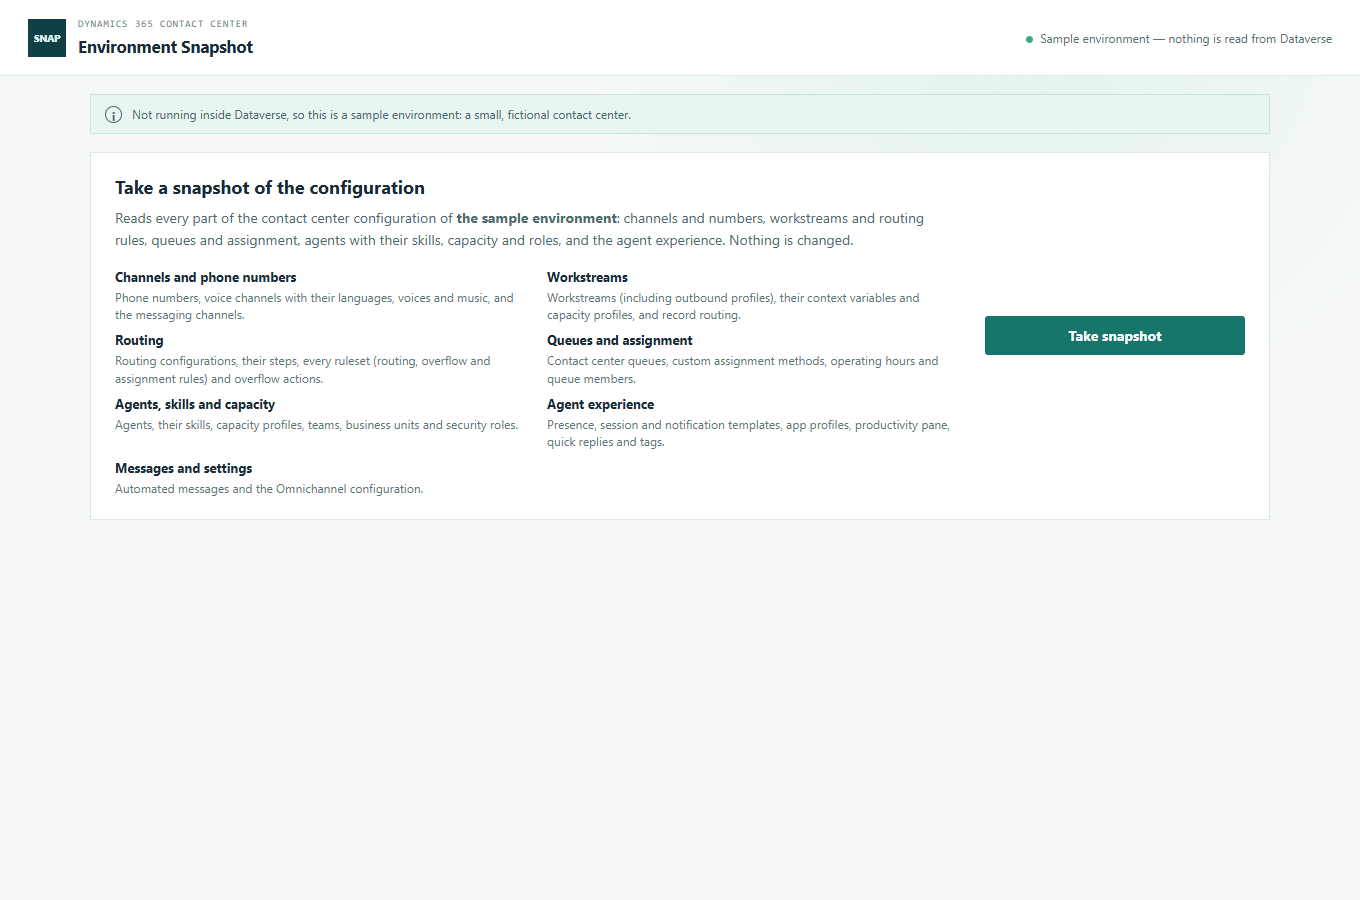 SNAP
DYNAMICS 365 CONTACT CENTER
Environment Snapshot
Sample environment — nothing is read from Dataverse
Not running inside Dataverse, so this is a sample environment: a small, fictional contact center.
Take a snapshot of the configuration
Reads every part of the contact center configuration of the sample environment: channels and numbers, workstreams and routing
rules, queues and assignment, agents with their skills, capacity and roles, and the agent experience. Nothing is changed.
Channels and phone numbers
Phone numbers, voice channels with their languages, voices and music, and
the messaging channels.
Workstreams
Workstreams (including outbound profiles), their context variables and
capacity profiles, and record routing.
Routing
Routing configurations, their steps, every ruleset (routing, overflow and
assignment rules) and overflow actions.
Queues and assignment
Contact center queues, custom assignment methods, operating hours and
queue members.
Agents, skills and capacity
Agents, their skills, capacity profiles, teams, business units and security roles.
Agent experience
Presence, session and notification templates, app profiles, productivity pane,
quick replies and tags.
Messages and settings
Automated messages and the Omnichannel configuration.
Take snapshot